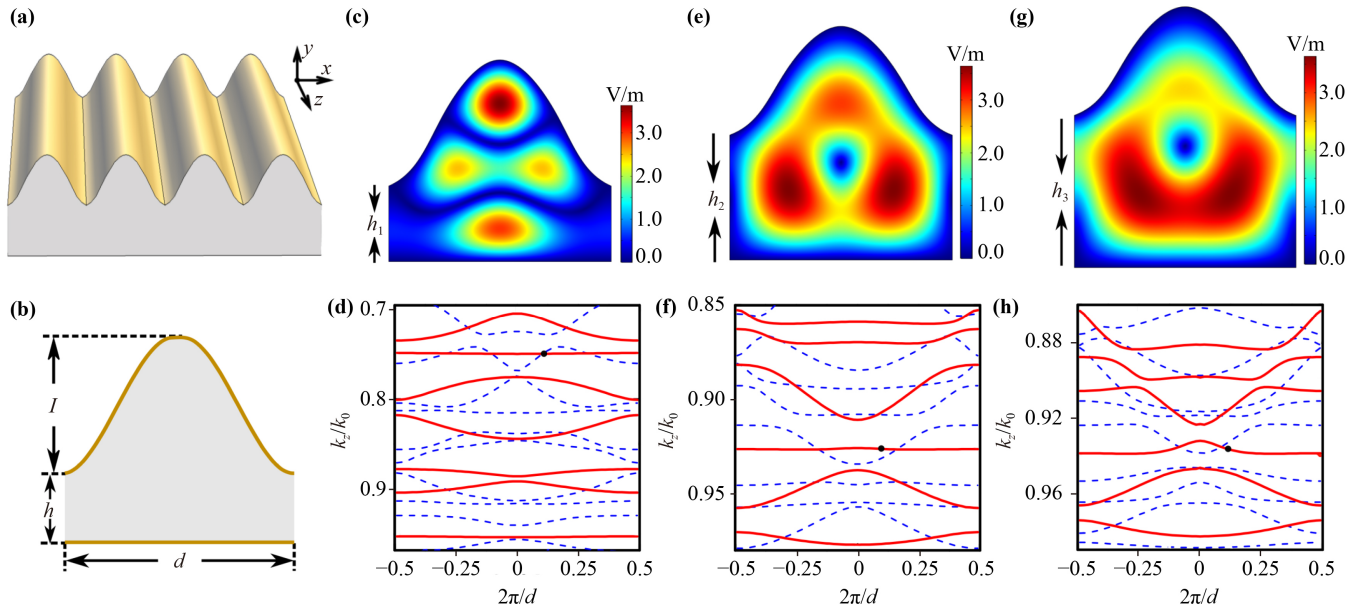 (a)
y
x
z
(b)
I
h
d
(c)
V/m
3.0
2.0
1.0
0.0
h1
(d)
0.7
0.8
0.9
kz/k0
−0.5
−0.25
0
0.25
0.5
2π/d
(e)
V/m
3.0
2.0
1.0
0.0
h2
(f)
0.85
0.90
0.95
kz/k0
−0.5
−0.25
0
0.25
0.5
2π/d
(g)
V/m
3.0
2.0
1.0
0.0
h3
(h)
0.88
0.92
0.96
kz/k0
−0.5
−0.25
0
0.25
0.5
2π/d